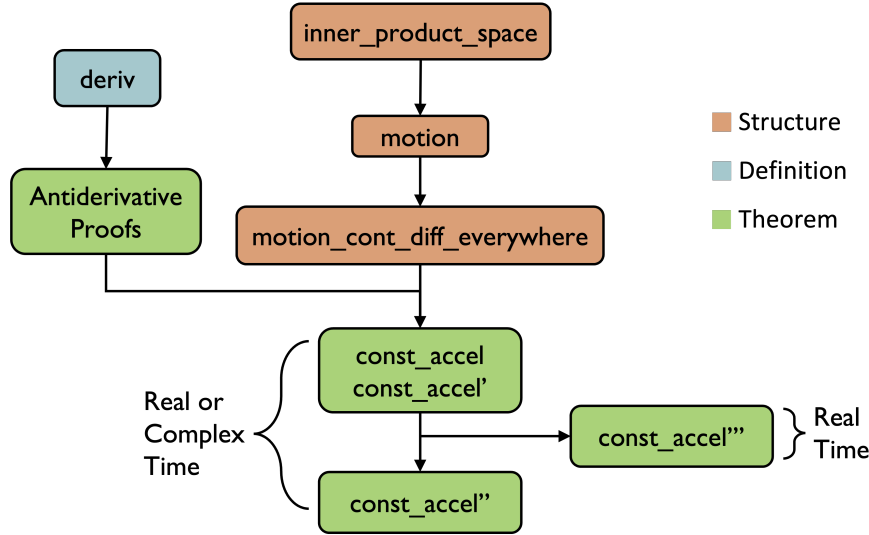 inner_product_space
deriv
motion
Structure
Definition
Theorem
Antiderivative
Proofs
motion_cont_diff_everywhere
const_accel
const_accel’
Real or
Complex
Time
const_accel’’’
Real
Time
const_accel’’